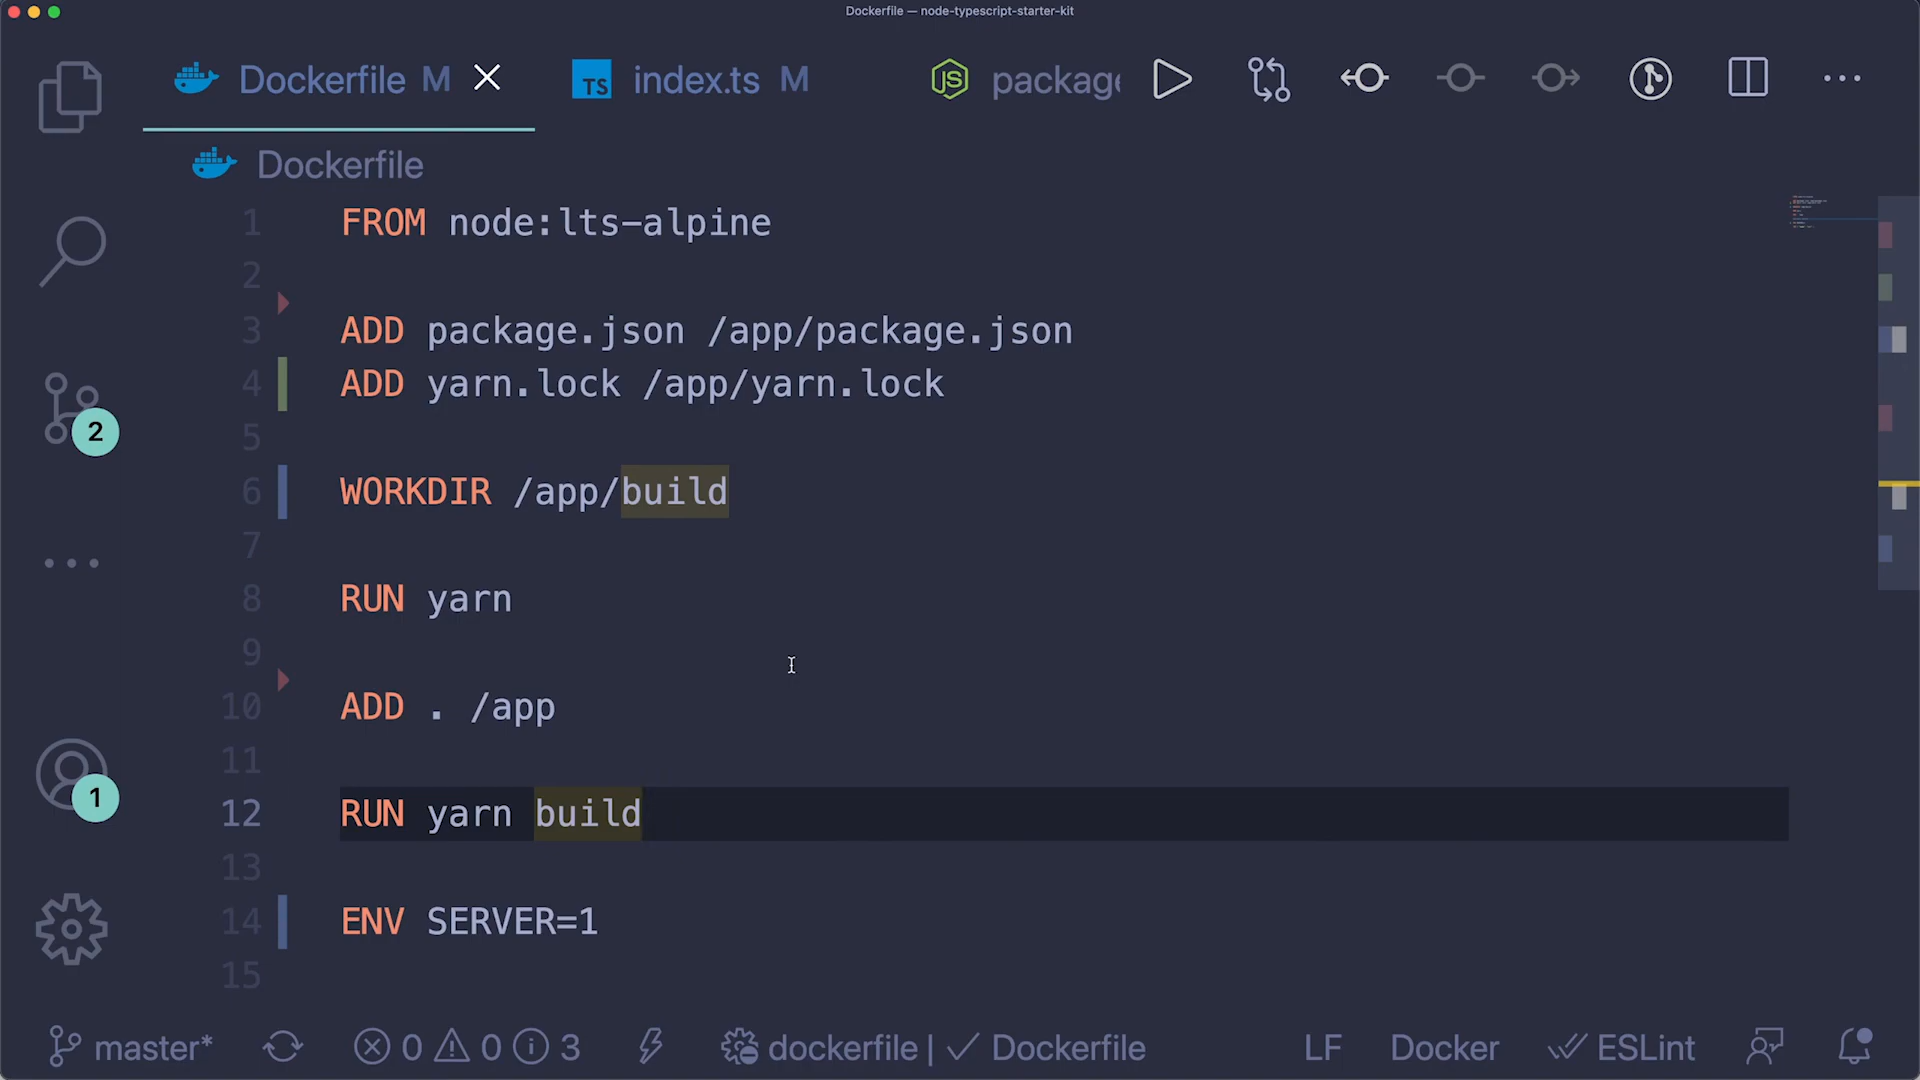 Dockerfile — node-typescript-starter-kit
Dockerfile M
TS index.ts M
JS package
Dockerfile
1 FROM node:lts-alpine
2
3 ADD package.json /app/package.json
4 ADD yarn.lock /app/yarn.lock
5
6 WORKDIR /app/build
7
8 RUN yarn
9
10 ADD . /app
11
12 RUN yarn build
13
14 ENV SERVER=1
15
2
1
master* 0 0 3 dockerfile | Dockerfile LF Docker ESLint